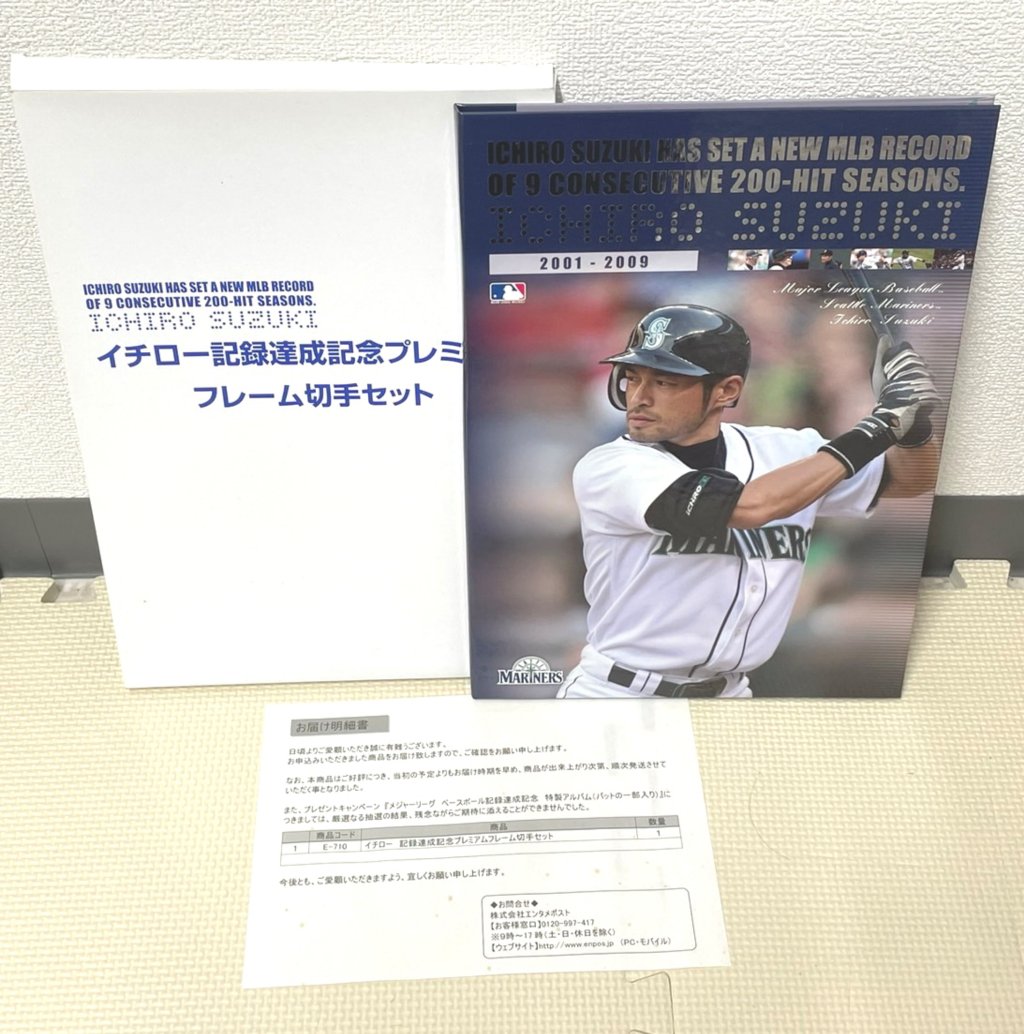 ICHIRO SUZUKI HAS SET A NEW MLB RECORD
OF 9 CONSECUTIVE 200-HIT SEASONS.
ICHIRO SUZUKI
イチロー記録達成記念プレミ
フレーム切手セット
ICHIRO SUZUKI HAS SET A NEW MLB RECORD
OF 9 CONSECUTIVE 200-HIT SEASONS.
ICHIRO SUZUKI
2001 - 2009
Major League Baseball
Seattle Mariners
Ichiro Suzuki
S
ICHIRO
MARINERS
MARINERS
お届け明細書
日頃よりご愛顧いただき誠に有難うございます。
お申込みいただきました商品をお届け致しますので、ご確認をお願い申し上げます。
なお、本商品はご好評につき、当初の予定よりもお届け時期を早め、商品が出来上がり次第、順次発送させて
いただく事となりました。
また、プレゼントキャンペーン『メジャーリーグ ベースボール記録達成記念 特製アルバム(バットの一部入り)』に
つきましては、厳選なる抽選の結果、残念ながらご期待に添えることができませんでした。
商品コード 商品 数量
1 E-710 イチロー 記録達成記念プレミアムフレーム切手セット 1
今後とも、ご愛顧いただきますよう、宜しくお願い申し上げます。
◆お問合せ◆
株式会社エンタメポスト
【お客様窓口】0120-997-417
※9時～17時(土・日・休日を除く)
【ウェブサイト】http://www.enpos.jp (PC・モバイル)